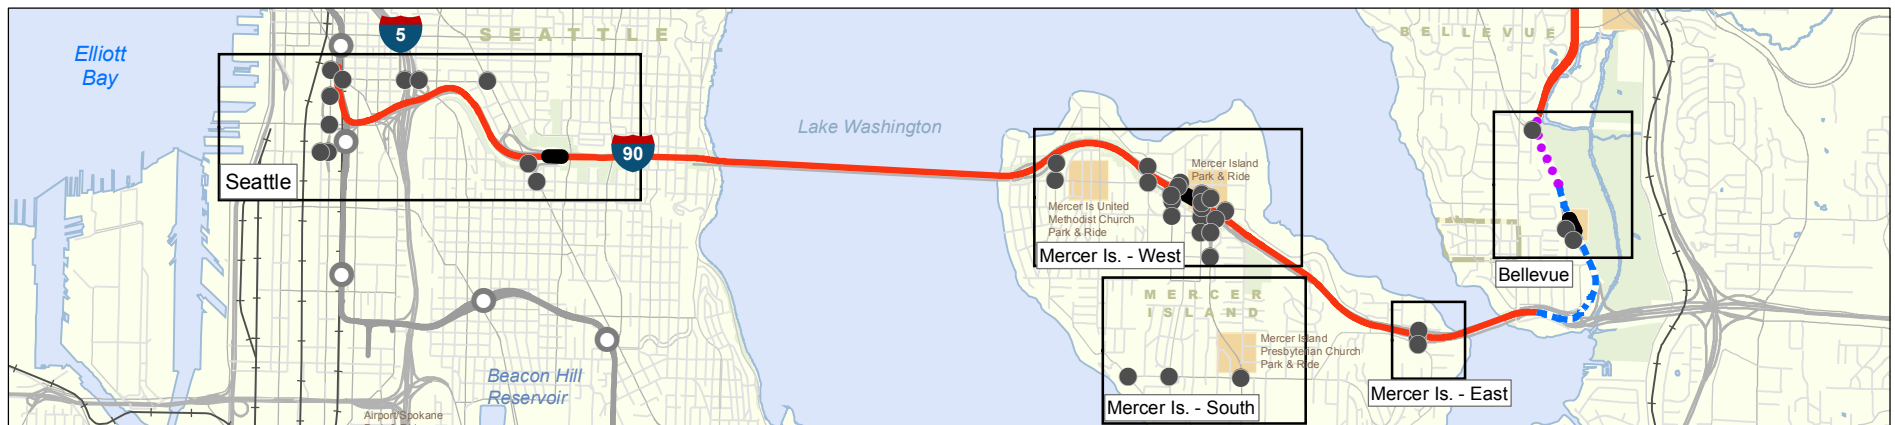 Elliott
Bay
5
SEATTLE
Seattle
90
Lake Washington
Mercer Island
Park & Ride
Mercer Is United
Methodist Church
Park & Ride
Mercer Is. - West
MERCER
ISLAND
Mercer Island
Presbyterian Church
Park & Ride
Mercer Is. - South
Mercer Is. - East
BELLEVUE
Bellevue
Beacon Hill
Reservoir
Airport/Spokane